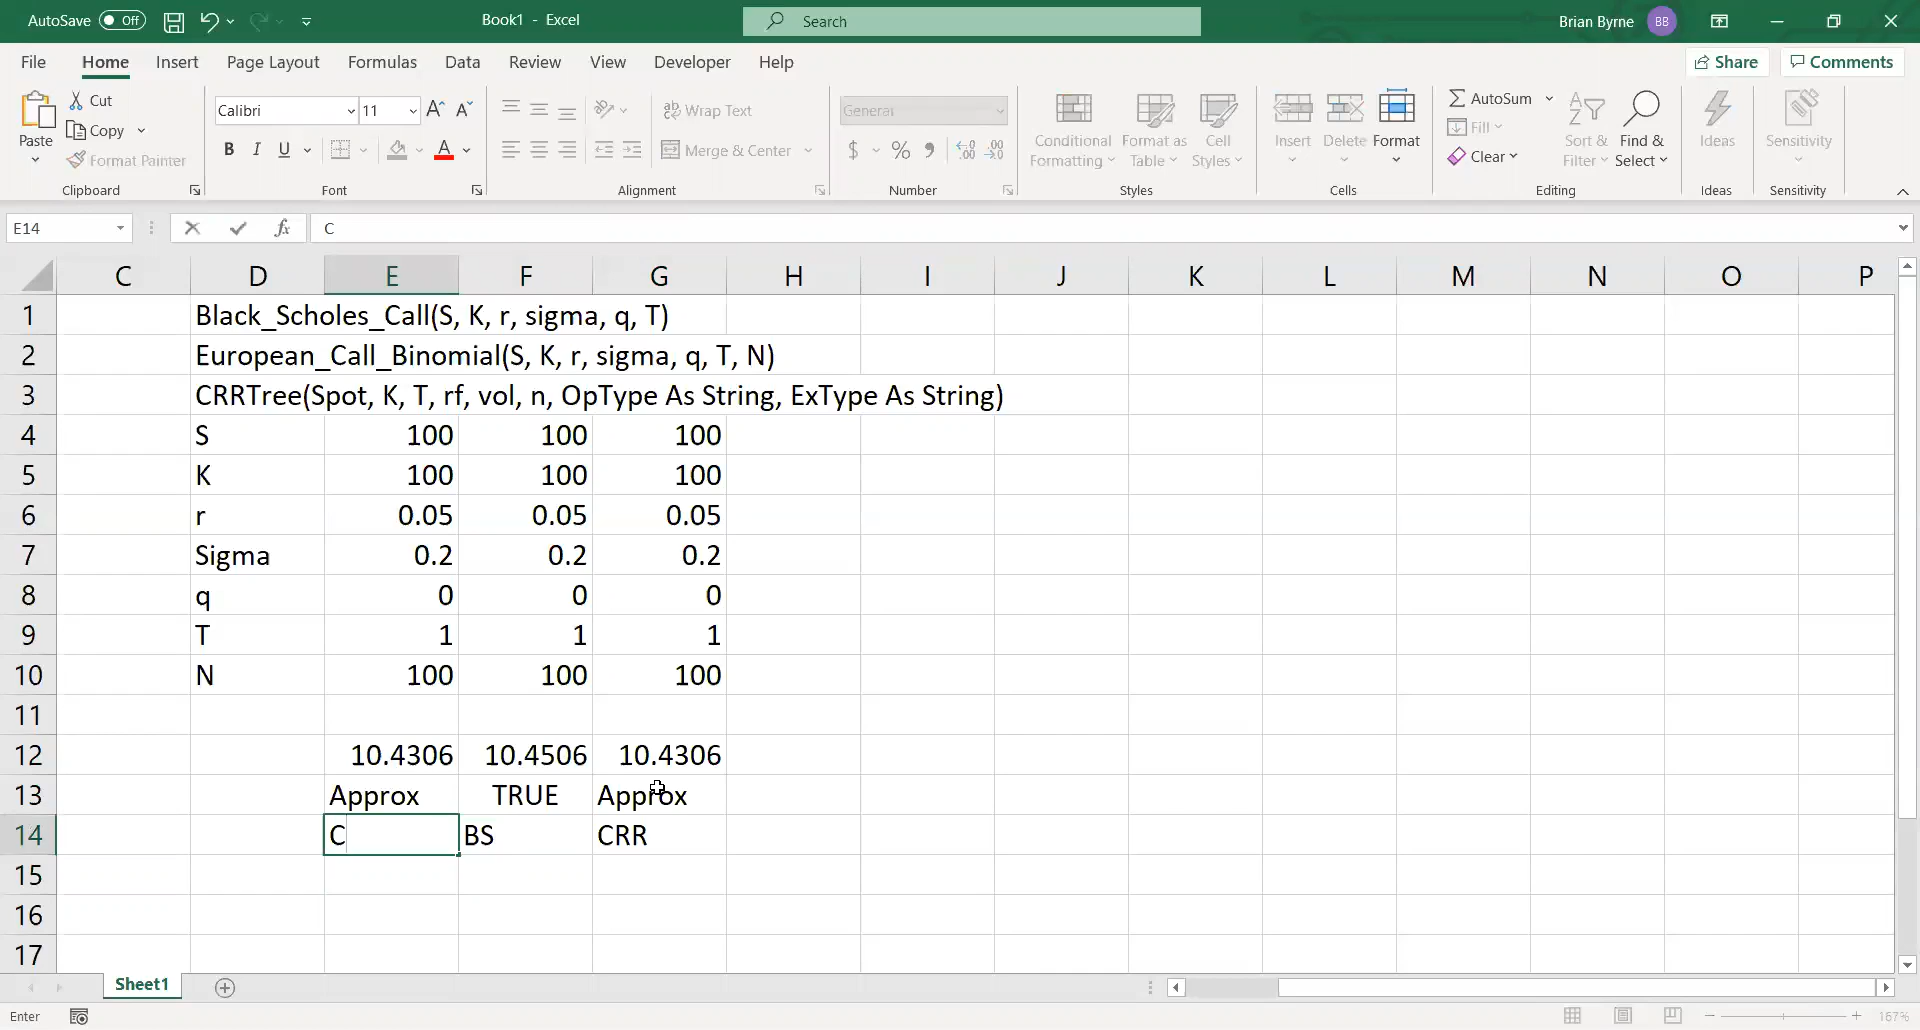 AutoSave Off Book1 - Excel Search Brian Byrne BB
File Home Insert Page Layout Formulas Data Review View Developer Help Share Comments
Paste Cut Copy Format Painter Clipboard
Calibri 11 B I U A Font
Wrap Text Merge & Center Alignment
General $ % Number
Conditional Formatting Format as Table Cell Styles Styles
Insert Delete Format Cells
AutoSum Fill Clear Sort & Filter Find & Select Editing
Ideas Ideas
Sensitivity Sensitivity
E14 fx C
C D E F G H I J K L M N O P
1 Black_Scholes_Call(S, K, r, sigma, q, T)
2 European_Call_Binomial(S, K, r, sigma, q, T, N)
3 CRRTree(Spot, K, T, rf, vol, n, OpType As String, ExType As String)
4 S 100 100 100
5 K 100 100 100
6 r 0.05 0.05 0.05
7 Sigma 0.2 0.2 0.2
8 q 0 0 0
9 T 1 1 1
10 N 100 100 100
11
12 10.4306 10.4506 10.4306
13 Approx TRUE Approx
14 C BS CRR
15
16
17
Sheet1
Enter 167%